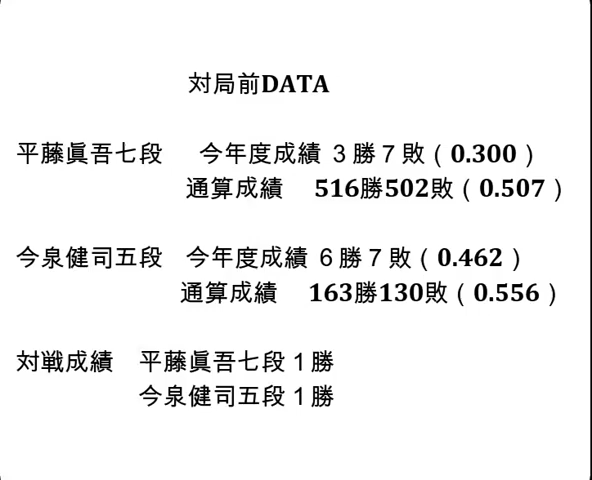 対局前DATA
平藤眞吾七段 今年度成績 3勝7敗(0.300)
通算成績 516勝502敗(0.507)
今泉健司五段 今年度成績 6勝7敗(0.462)
通算成績 163勝130敗(0.556)
対戦成績 平藤眞吾七段1勝
今泉健司五段1勝